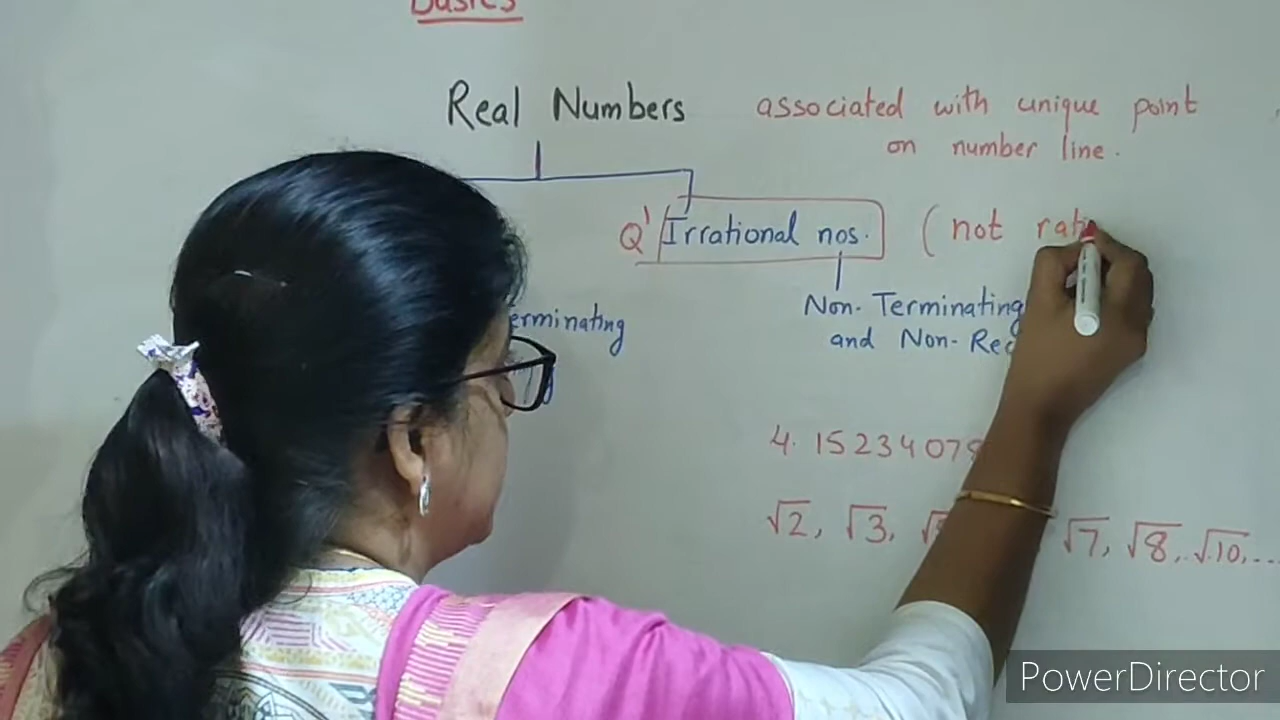 Basics
Real Numbers
associated with unique point
on number line.
Q' Irrational nos.
(not rati
erminating
Non-Terminating
and Non-Rec
4.15234079
√2, √3, √7, √8, √10,...
PowerDirector